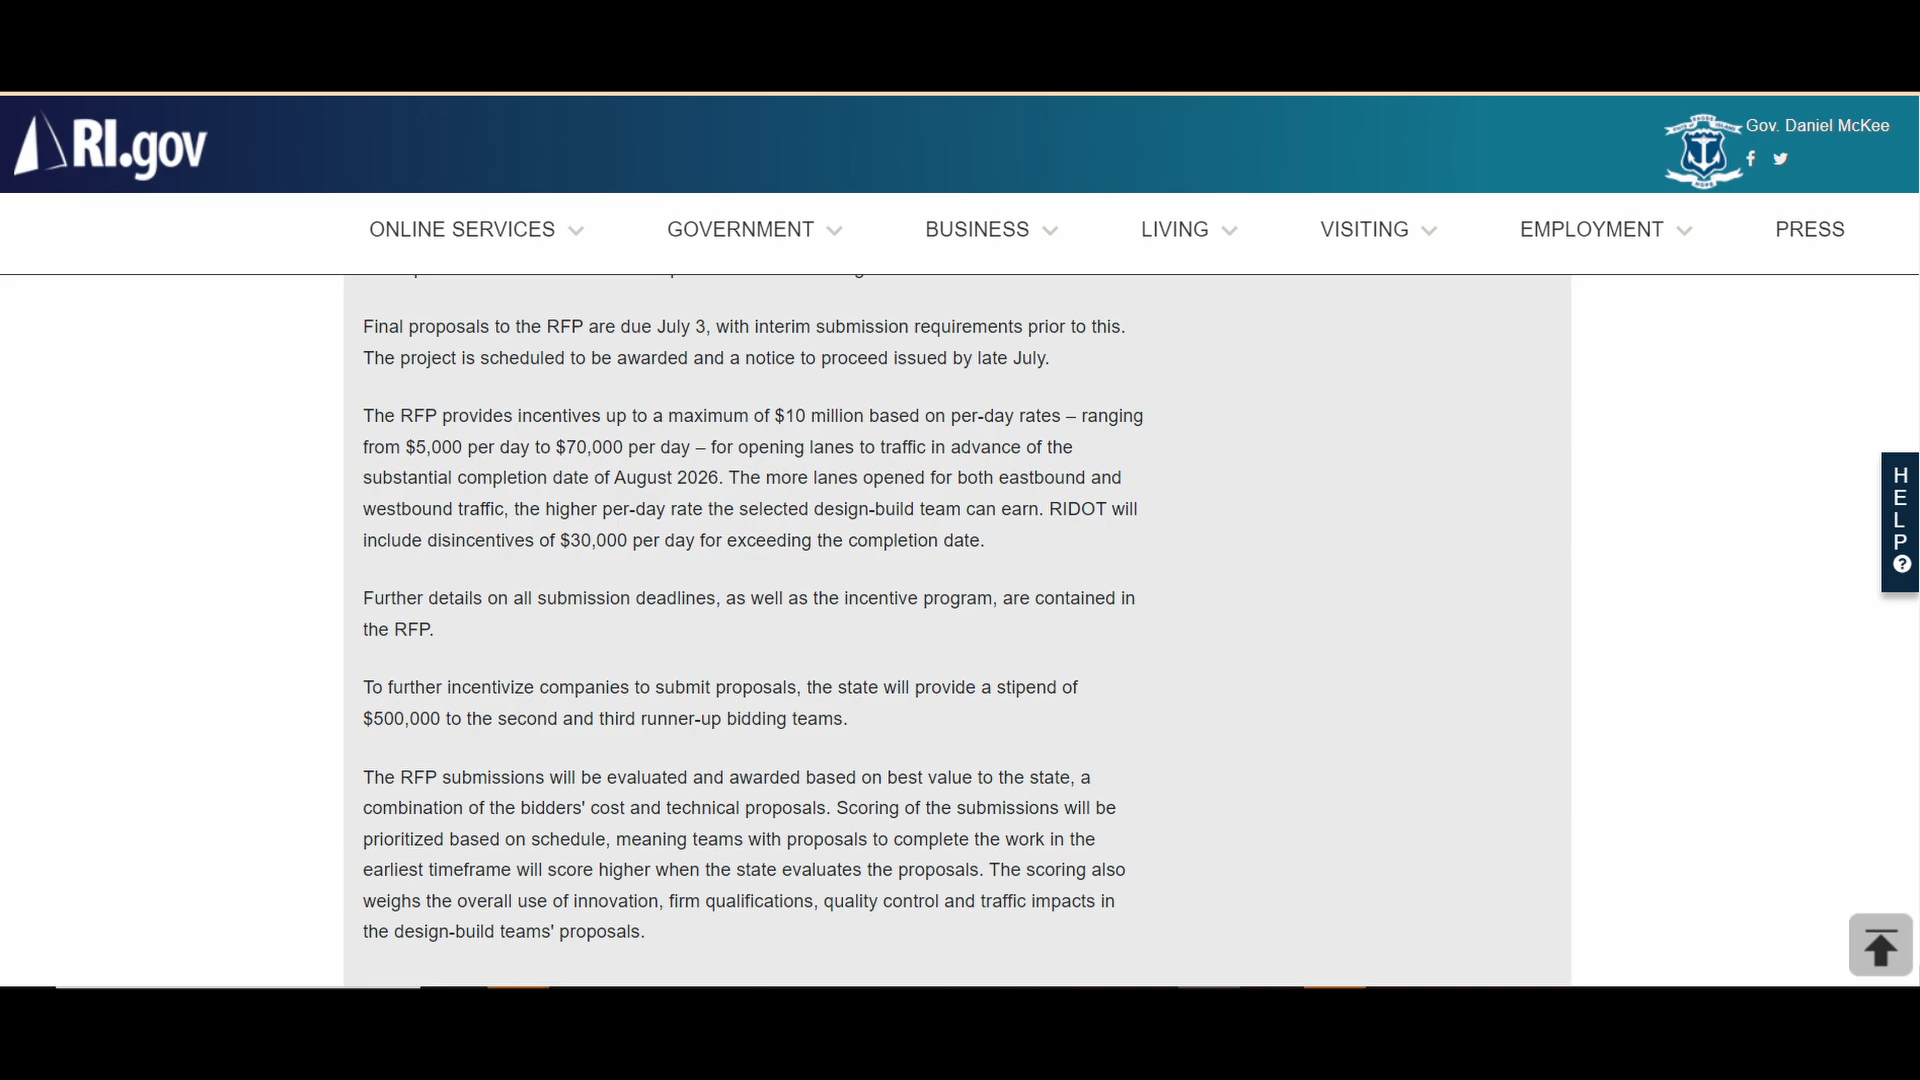 RI.gov
Gov. Daniel McKee
ONLINE SERVICES
GOVERNMENT
BUSINESS
LIVING
VISITING
EMPLOYMENT
PRESS
Final proposals to the RFP are due July 3, with interim submission requirements prior to this.
The project is scheduled to be awarded and a notice to proceed issued by late July.
The RFP provides incentives up to a maximum of $10 million based on per-day rates – ranging
from $5,000 per day to $70,000 per day – for opening lanes to traffic in advance of the
substantial completion date of August 2026. The more lanes opened for both eastbound and
westbound traffic, the higher per-day rate the selected design-build team can earn. RIDOT will
include disincentives of $30,000 per day for exceeding the completion date.
Further details on all submission deadlines, as well as the incentive program, are contained in
the RFP.
To further incentivize companies to submit proposals, the state will provide a stipend of
$500,000 to the second and third runner-up bidding teams.
The RFP submissions will be evaluated and awarded based on best value to the state, a
combination of the bidders' cost and technical proposals. Scoring of the submissions will be
prioritized based on schedule, meaning teams with proposals to complete the work in the
earliest timeframe will score higher when the state evaluates the proposals. The scoring also
weighs the overall use of innovation, firm qualifications, quality control and traffic impacts in
the design-build teams' proposals.
HELP?